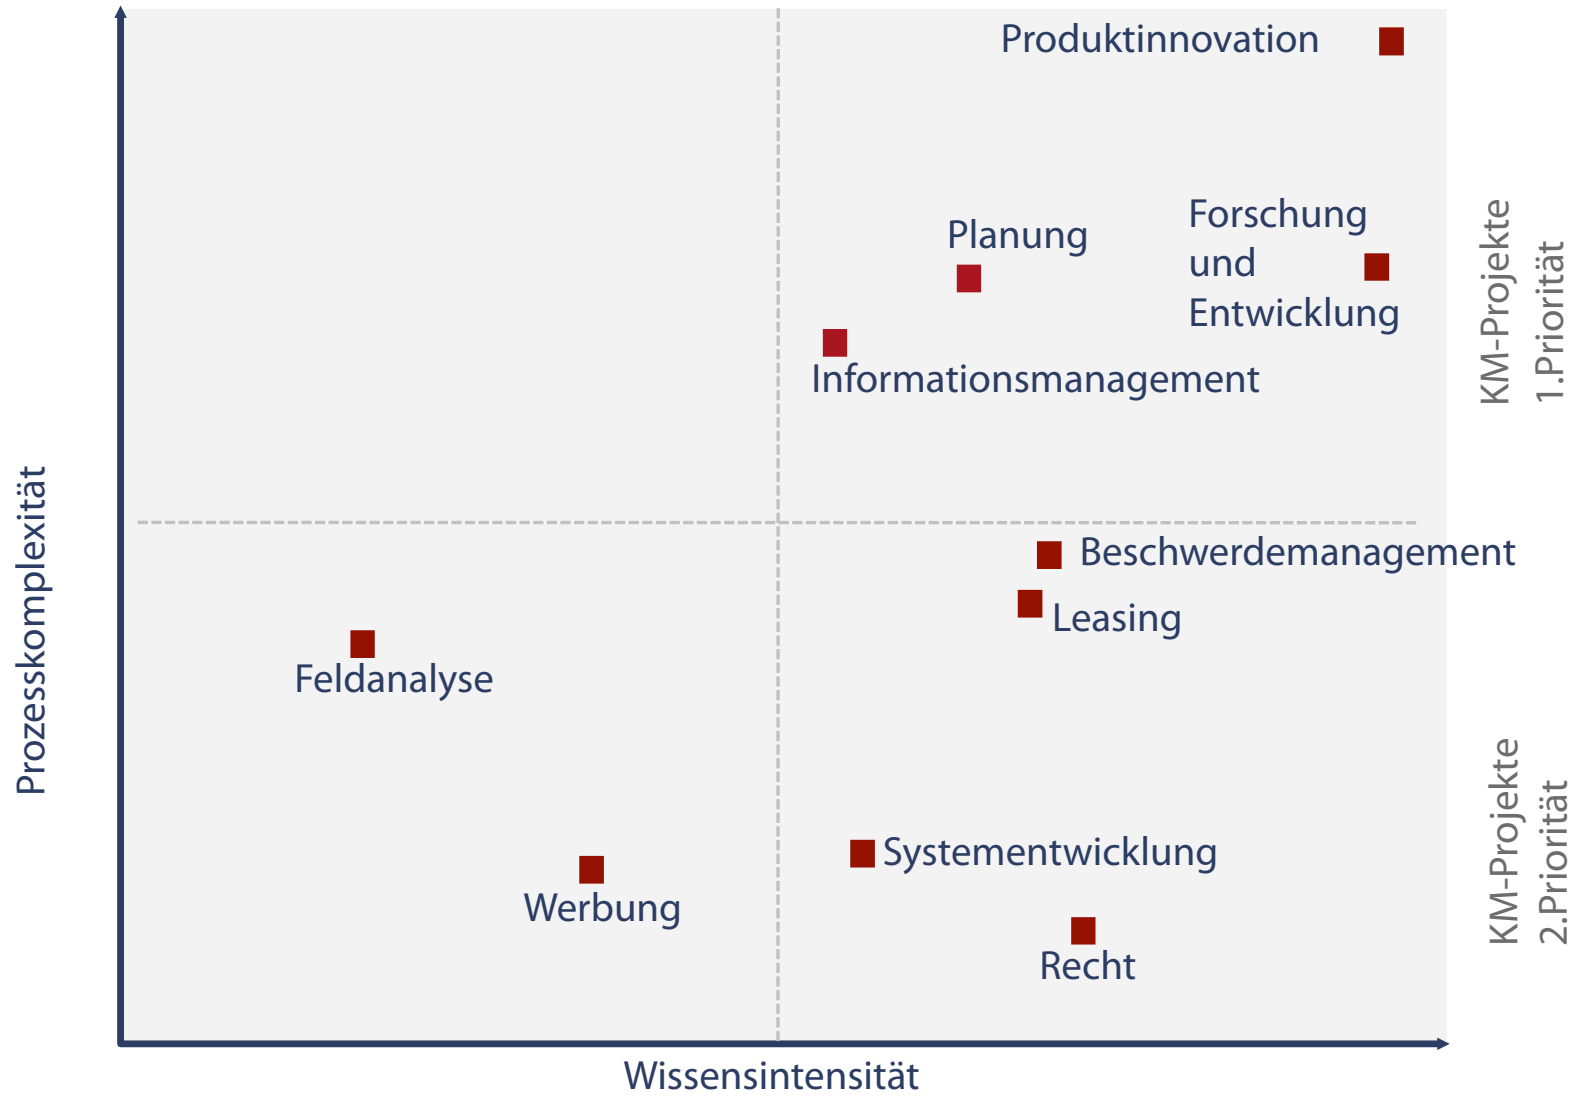 Produktinnovation
Forschung
und
Entwicklung
Planung
Informationsmanagement
KM-Projekte
1.Priorität
Prozesskomplexität
Beschwerdemanagement
Leasing
Feldanalyse
Systementwicklung
Werbung
Recht
KM-Projekte
2.Priorität
Wissensintensität